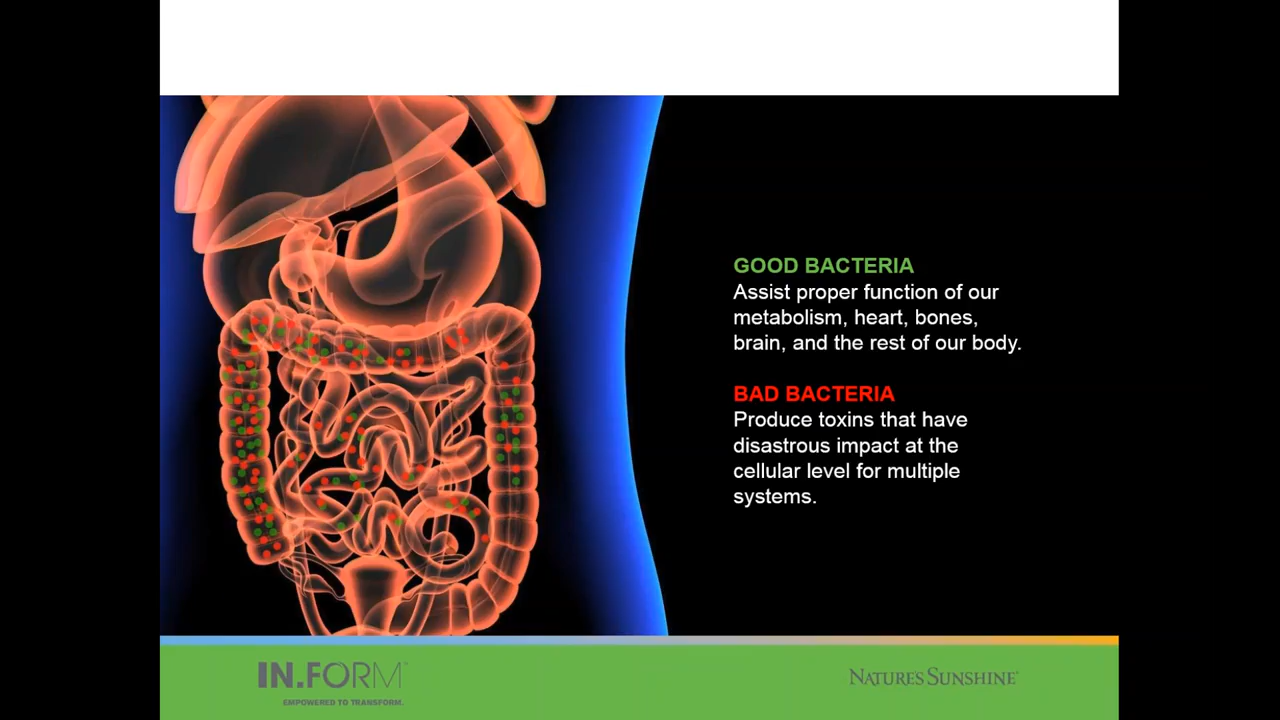 GOOD BACTERIA
Assist proper function of our
metabolism, heart, bones,
brain, and the rest of our body.
BAD BACTERIA
Produce toxins that have
disastrous impact at the
cellular level for multiple
systems.
IN.FORM
EMPOWERED TO TRANSFORM.
NATURE'S SUNSHINE